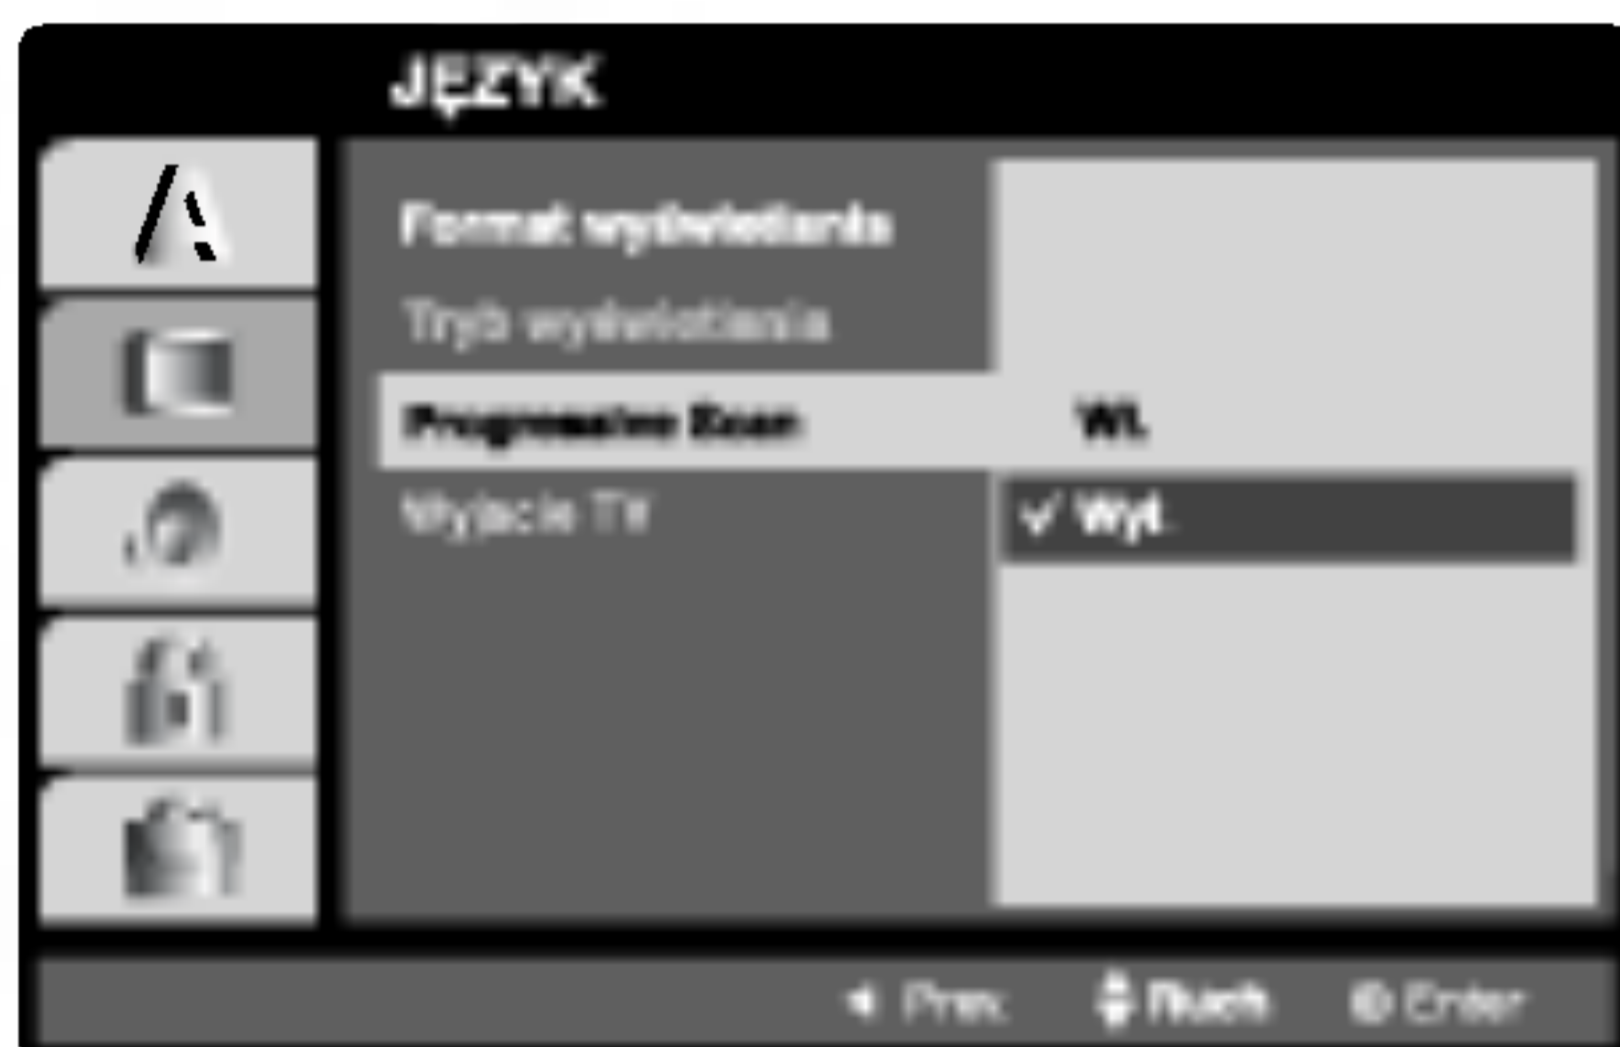 JĘZYK
Format wyświetlania
Tryb wyświetlania
Progressive Scan Wł.
Wyjście TV ✓ Wył.
Prev. Ruch Enter